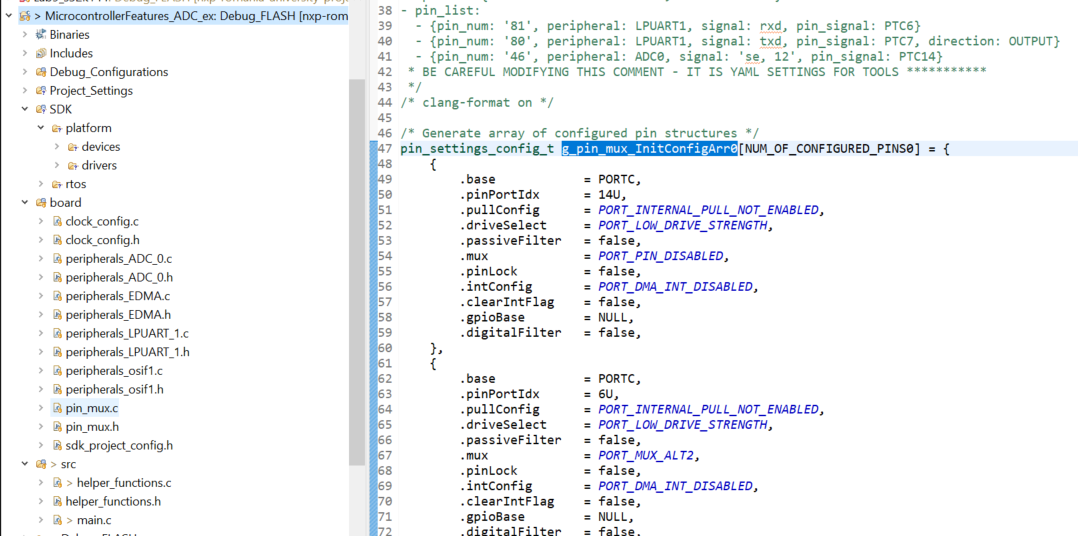 > MicrocontrollerFeatures_ADC_ex: Debug_FLASH [nxp-rom
Binaries
Includes
Debug_Configurations
Project_Settings
SDK
platform
devices
drivers
rtos
board
clock_config.c
clock_config.h
peripherals_ADC_0.c
peripherals_ADC_0.h
peripherals_EDMA.c
peripherals_EDMA.h
peripherals_LPUART_1.c
peripherals_LPUART_1.h
peripherals_osif1.c
peripherals_osif1.h
pin_mux.c
pin_mux.h
sdk_project_config.h
> src
> helper_functions.c
helper_functions.h
> main.c
38 - pin_list:
39 - {pin_num: '81', peripheral: LPUART1, signal: rxd, pin_signal: PTC6}
40 - {pin_num: '80', peripheral: LPUART1, signal: txd, pin_signal: PTC7, direction: OUTPUT}
41 - {pin_num: '46', peripheral: ADC0, signal: 'se, 12', pin_signal: PTC14}
42 * BE CAREFUL MODIFYING THIS COMMENT - IT IS YAML SETTINGS FOR TOOLS ***********
43 */
44 /* clang-format on */
45
46 /* Generate array of configured pin structures */
47 pin_settings_config_t g_pin_mux_InitConfigArr0[NUM_OF_CONFIGURED_PINS0] = {
48 {
49 .base = PORTC,
50 .pinPortIdx = 14U,
51 .pullConfig = PORT_INTERNAL_PULL_NOT_ENABLED,
52 .driveSelect = PORT_LOW_DRIVE_STRENGTH,
53 .passiveFilter = false,
54 .mux = PORT_PIN_DISABLED,
55 .pinLock = false,
56 .intConfig = PORT_DMA_INT_DISABLED,
57 .clearIntFlag = false,
58 .gpioBase = NULL,
59 .digitalFilter = false,
60 },
61 {
62 .base = PORTC,
63 .pinPortIdx = 6U,
64 .pullConfig = PORT_INTERNAL_PULL_NOT_ENABLED,
65 .driveSelect = PORT_LOW_DRIVE_STRENGTH,
66 .passiveFilter = false,
67 .mux = PORT_MUX_ALT2,
68 .pinLock = false,
69 .intConfig = PORT_DMA_INT_DISABLED,
70 .clearIntFlag = false,
71 .gpioBase = NULL,
72 .digitalFilter = false,